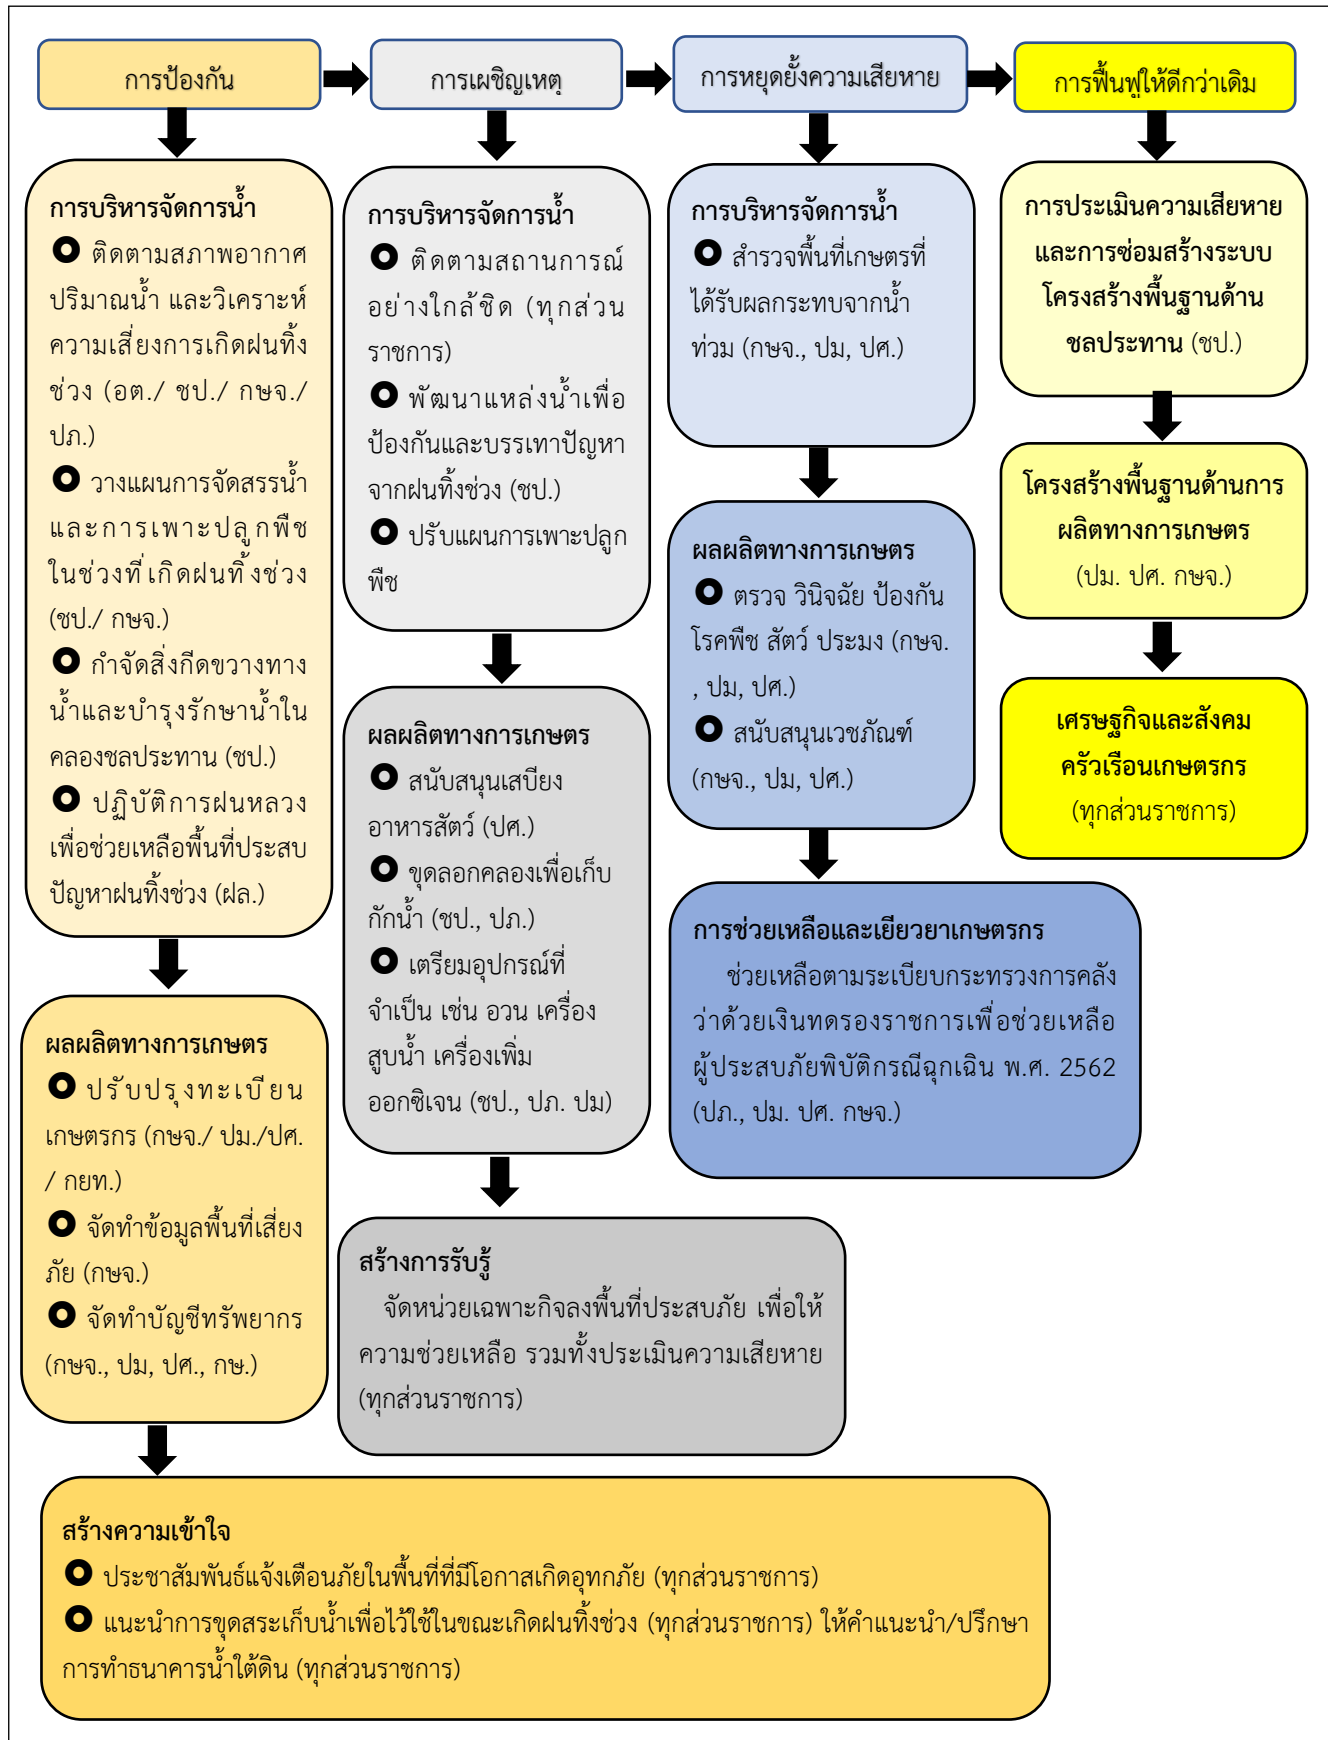 การป้องกัน
การเผชิญเหตุ
การหยุดยั้งความเสียหาย
การฟื้นฟูให้ดีกว่าเดิม
การบริหารจัดการน้ำ
ติดตามสภาพอากาศ
ปริมาณน้ำ และวิเคราะห์
ความเสี่ยงการเกิดฝนทิ้ง
ช่วง (อต./ ชป./ กษจ./
ปภ.)
วางแผนการจัดสรรน้ำ
และการเพาะปลูกพืช
ในช่วงที่เกิดฝนทิ้งช่วง
(ชป./ กษจ.)
กำจัดสิ่งกีดขวางทาง
น้ำและบำรุงรักษาน้ำใน
คลองชลประทาน (ชป.)
ปฏิบัติการฝนหลวง
เพื่อช่วยเหลือพื้นที่ประสบ
ปัญหาฝนทิ้งช่วง (ฝล.)
ผลผลิตทางการเกษตร
ปรับปรุงทะเบียน
เกษตรกร (กษจ./ ปม./ปศ.
/ กยท.)
จัดทำข้อมูลพื้นที่เสี่ยง
ภัย (กษจ.)
จัดทำบัญชีทรัพยากร
(กษจ., ปม, ปศ., กษ.)
การบริหารจัดการน้ำ
ติดตามสถานการณ์
อย่างใกล้ชิด (ทุกส่วน
ราชการ)
พัฒนาแหล่งน้ำเพื่อ
ป้องกันและบรรเทาปัญหา
จากฝนทิ้งช่วง (ชป.)
ปรับแผนการเพาะปลูก
พืช
ผลผลิตทางการเกษตร
สนับสนุนเสบียง
อาหารสัตว์ (ปศ.)
ขุดลอกคลองเพื่อเก็บ
กักน้ำ (ชป., ปภ.)
เตรียมอุปกรณ์ที่
จำเป็น เช่น อวน เครื่อง
สูบน้ำ เครื่องเพิ่ม
ออกซิเจน (ชป., ปภ. ปม)
สร้างการรับรู้
จัดหน่วยเฉพาะกิจลงพื้นที่ประสบภัย เพื่อให้
ความช่วยเหลือ รวมทั้งประเมินความเสียหาย
(ทุกส่วนราชการ)
การบริหารจัดการน้ำ
สำรวจพื้นที่เกษตรที่
ได้รับผลกระทบจากน้ำ
ท่วม (กษจ., ปม, ปศ.)
ผลผลิตทางการเกษตร
ตรวจ วินิจฉัย ป้องกัน
โรคพืช สัตว์ ประมง (กษจ.
, ปม, ปศ.)
สนับสนุนเวชภัณฑ์
(กษจ., ปม, ปศ.)
การช่วยเหลือและเยียวยาเกษตรกร
ช่วยเหลือตามระเบียบกระทรวงการคลัง
ว่าด้วยเงินทดรองราชการเพื่อช่วยเหลือ
ผู้ประสบภัยพิบัติกรณีฉุกเฉิน พ.ศ. 2562
(ปภ., ปม. ปศ. กษจ.)
การประเมินความเสียหาย
และการซ่อมสร้างระบบ
โครงสร้างพื้นฐานด้าน
ชลประทาน (ชป.)
โครงสร้างพื้นฐานด้านการ
ผลิตทางการเกษตร
(ปม. ปศ. กษจ.)
เศรษฐกิจและสังคม
ครัวเรือนเกษตรกร
(ทุกส่วนราชการ)
สร้างความเข้าใจ
ประชาสัมพันธ์แจ้งเตือนภัยในพื้นที่ที่มีโอกาสเกิดอุทกภัย (ทุกส่วนราชการ)
แนะนำการขุดสระเก็บน้ำเพื่อไว้ใช้ในขณะเกิดฝนทิ้งช่วง (ทุกส่วนราชการ) ให้คำแนะนำ/ปรึกษา
การทำธนาคารน้ำใต้ดิน (ทุกส่วนราชการ)